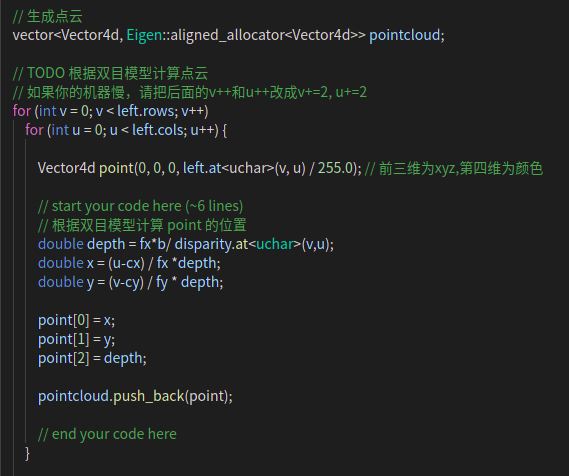 // 生成点云
vector<Vector4d, Eigen::aligned_allocator<Vector4d>> pointcloud;
// TODO 根据双目模型计算点云
// 如果你的机器慢，请把后面的v++和u++改成v+=2, u+=2
for (int v = 0; v < left.rows; v++)
for (int u = 0; u < left.cols; u++) {
Vector4d point(0, 0, 0, left.at<uchar>(v, u) / 255.0); // 前三维为xyz,第四维为颜色
// start your code here (~6 lines)
// 根据双目模型计算 point 的位置
double depth = fx*b/ disparity.at<uchar>(v,u);
double x = (u-cx) / fx *depth;
double y = (v-cy) / fy * depth;
point[0] = x;
point[1] = y;
point[2] = depth;
pointcloud.push_back(point);
// end your code here
}